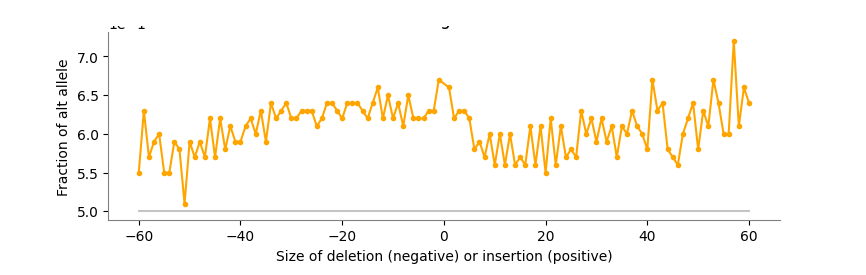 7.0
6.5
6.0
5.5
5.0
Fraction of alt allele
−60 −40 −20 0 20 40 60
Size of deletion (negative) or insertion (positive)